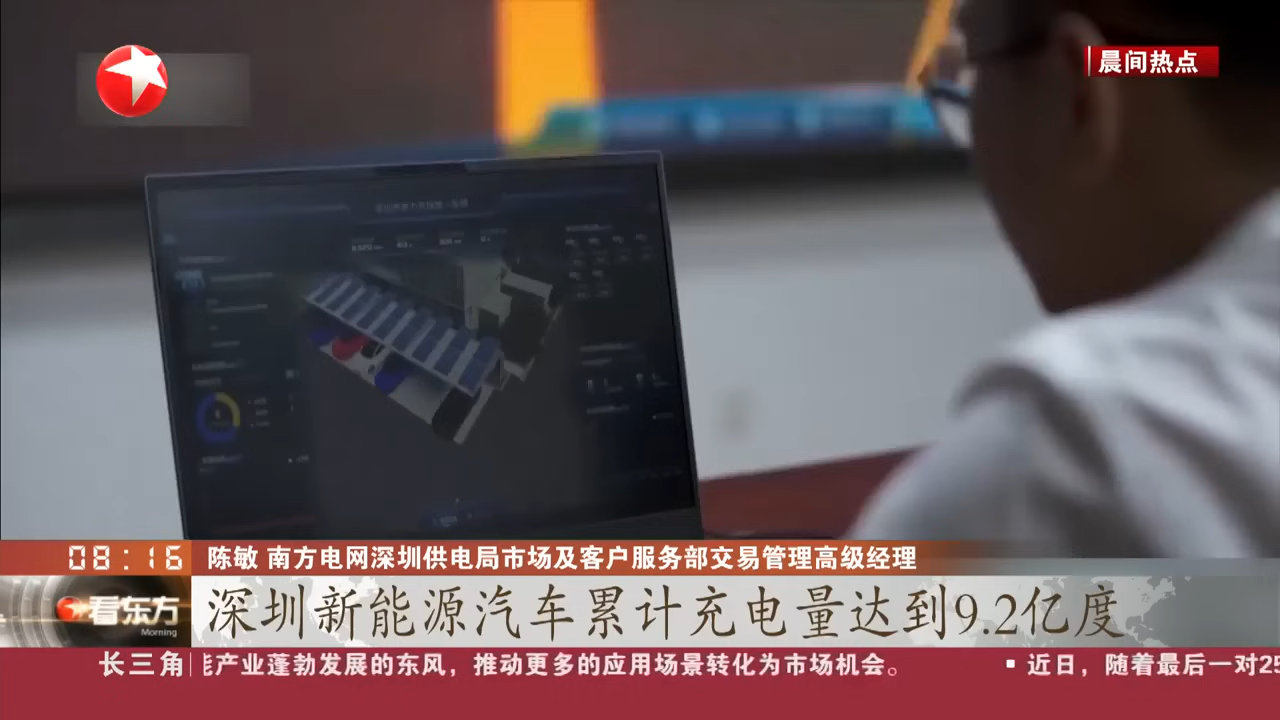 晨间热点
08:16
陈敏 南方电网深圳供电局市场及客户服务部交易管理高级经理
看东方
Morning
深圳新能源汽车累计充电量达到9.2亿度
长三角
能产业蓬勃发展的东风，推动更多的应用场景转化为市场机会。 ▪ 近日，随着最后一对25